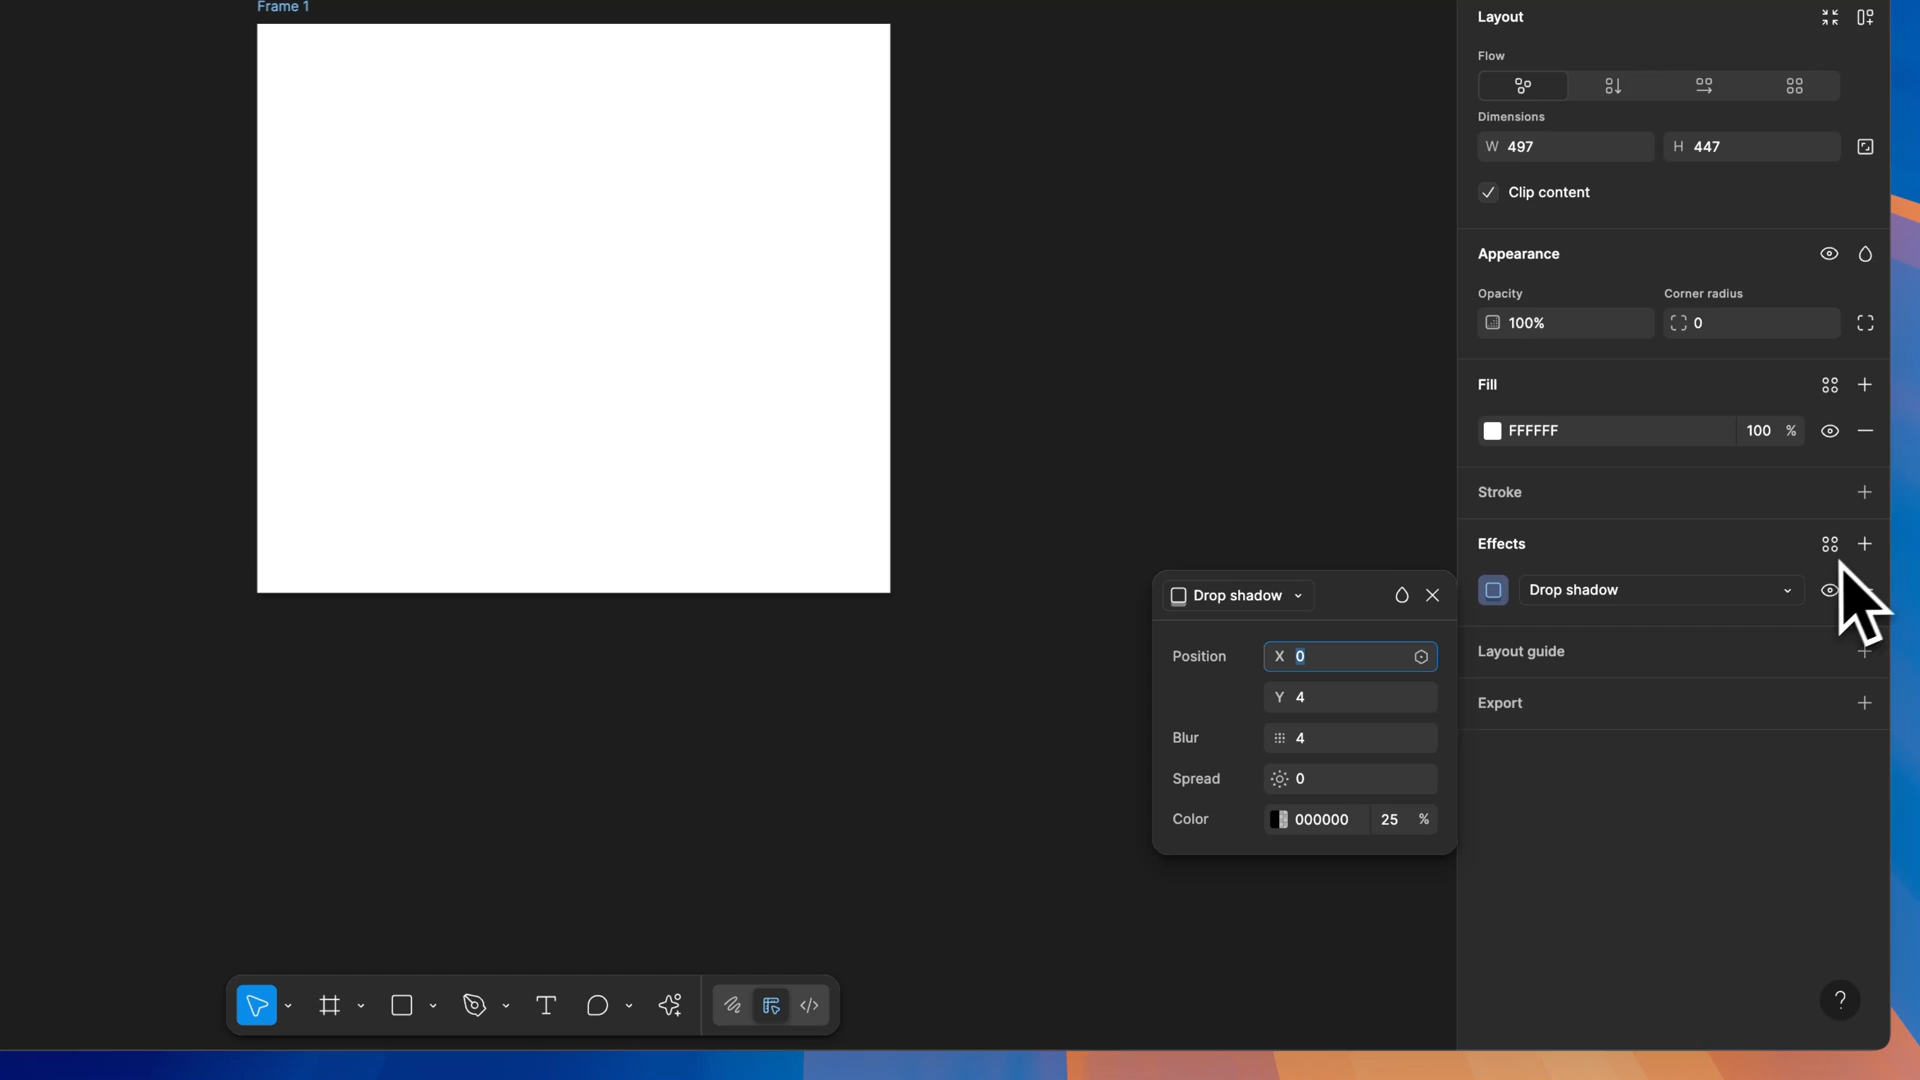 Frame 1
Layout
Flow
Dimensions
W 497
H 447
Clip content
Appearance
Opacity
Corner radius
100%
0
Fill
FFFFFF
100 %
Stroke
Effects
Drop shadow
Layout guide
Export
Drop shadow
Position
X 0
Y 4
Blur
4
Spread
0
Color
000000
25 %
T
?